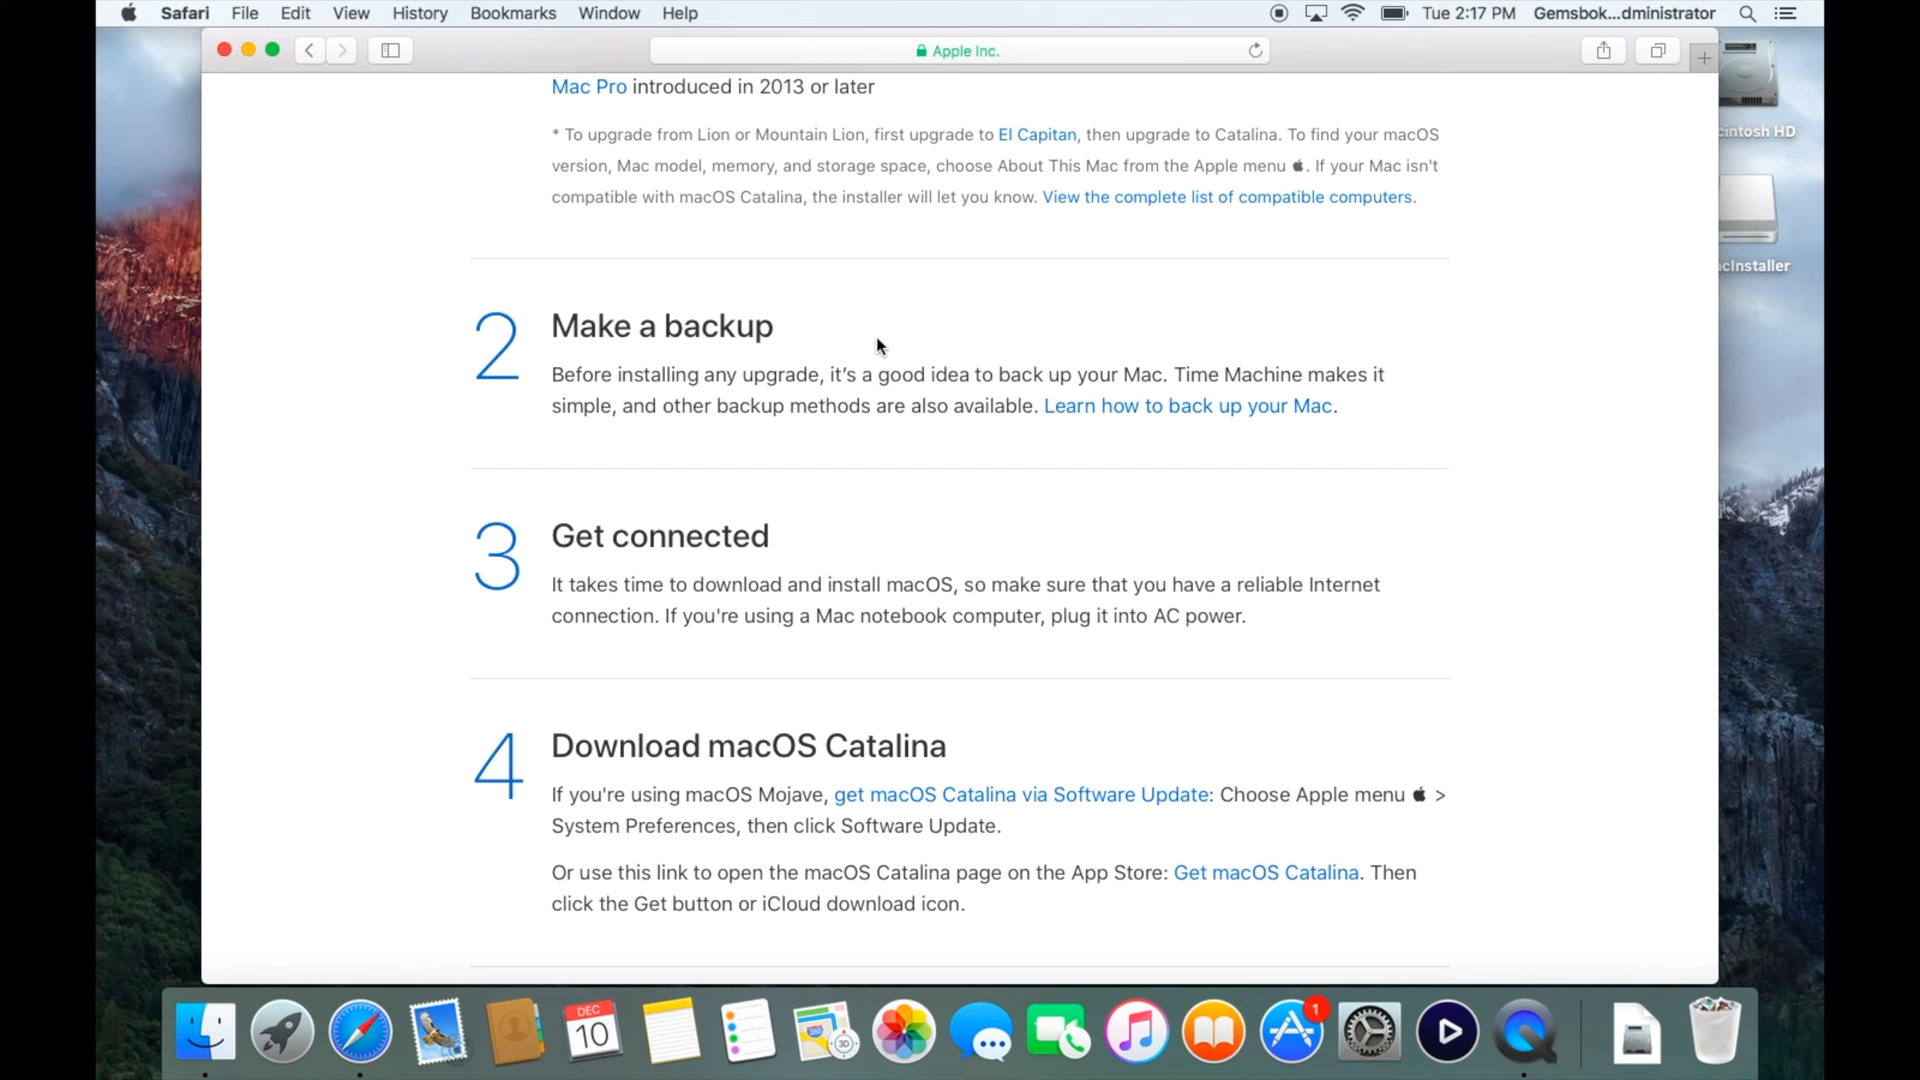 Safari File Edit View History Bookmarks Window Help Tue 2:17 PM Gemsbok...dministrator
Apple Inc.
Mac Pro introduced in 2013 or later
* To upgrade from Lion or Mountain Lion, first upgrade to El Capitan, then upgrade to Catalina. To find your macOS
version, Mac model, memory, and storage space, choose About This Mac from the Apple menu . If your Mac isn't
compatible with macOS Catalina, the installer will let you know. View the complete list of compatible computers.
cintosh HD
cInstaller
2 Make a backup
Before installing any upgrade, it’s a good idea to back up your Mac. Time Machine makes it
simple, and other backup methods are also available. Learn how to back up your Mac.
3 Get connected
It takes time to download and install macOS, so make sure that you have a reliable Internet
connection. If you're using a Mac notebook computer, plug it into AC power.
4 Download macOS Catalina
If you're using macOS Mojave, get macOS Catalina via Software Update: Choose Apple menu  >
System Preferences, then click Software Update.
Or use this link to open the macOS Catalina page on the App Store: Get macOS Catalina. Then
click the Get button or iCloud download icon.
DEC
10
3D
1